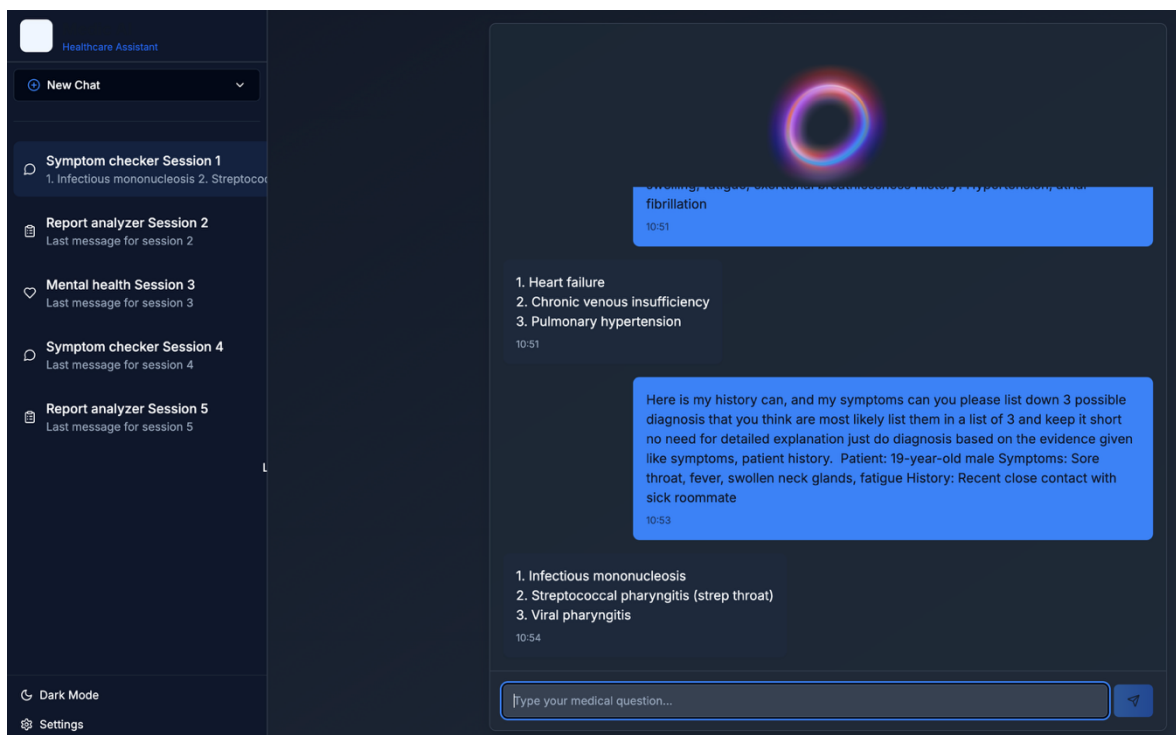 Healthcare Assistant
New Chat
Symptom checker Session 1
1. Infectious mononucleosis 2. Streptoco
Report analyzer Session 2
Last message for session 2
Mental health Session 3
Last message for session 3
Symptom checker Session 4
Last message for session 4
Report analyzer Session 5
Last message for session 5
L
Dark Mode
Settings
swelling, fatigue, exertional breathlessness History: Hypertension, atrial
fibrillation
10:51
1. Heart failure
2. Chronic venous insufficiency
3. Pulmonary hypertension
10:51
Here is my history can, and my symptoms can you please list down 3 possible
diagnosis that you think are most likely list them in a list of 3 and keep it short
no need for detailed explanation just do diagnosis based on the evidence given
like symptoms, patient history.  Patient: 19-year-old male Symptoms: Sore
throat, fever, swollen neck glands, fatigue History: Recent close contact with
sick roommate
10:53
1. Infectious mononucleosis
2. Streptococcal pharyngitis (strep throat)
3. Viral pharyngitis
10:54
Type your medical question...